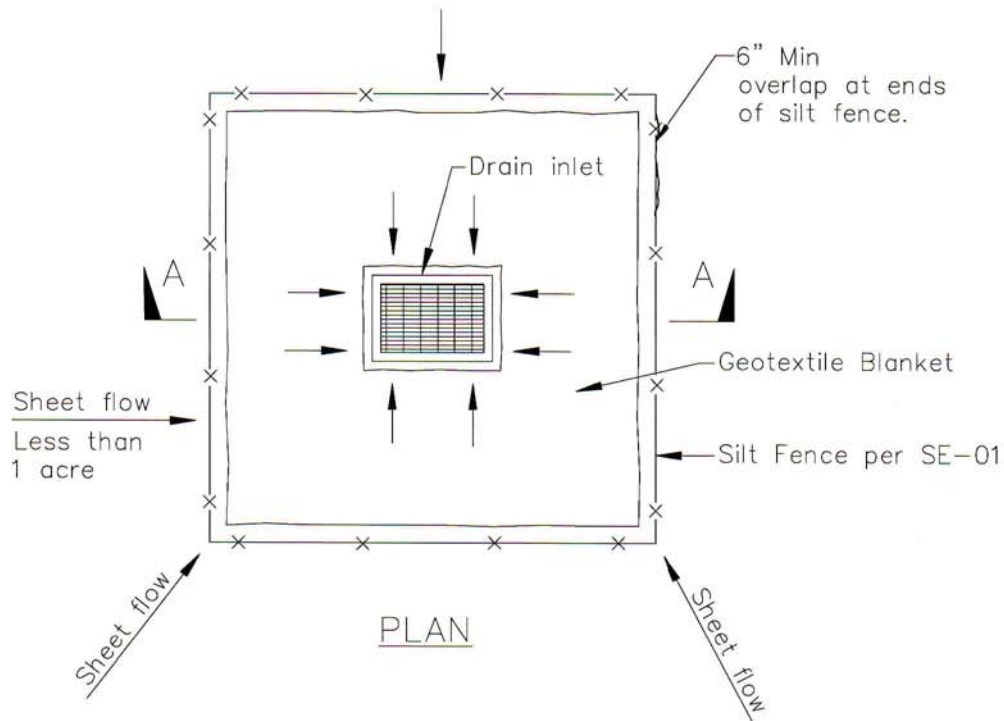 6" Min
overlap at ends
of silt fence.
Drain inlet
A
A
Geotextile Blanket
Sheet flow
Less than
1 acre
Silt Fence per SE-01
Sheet flow
PLAN
Sheet flow